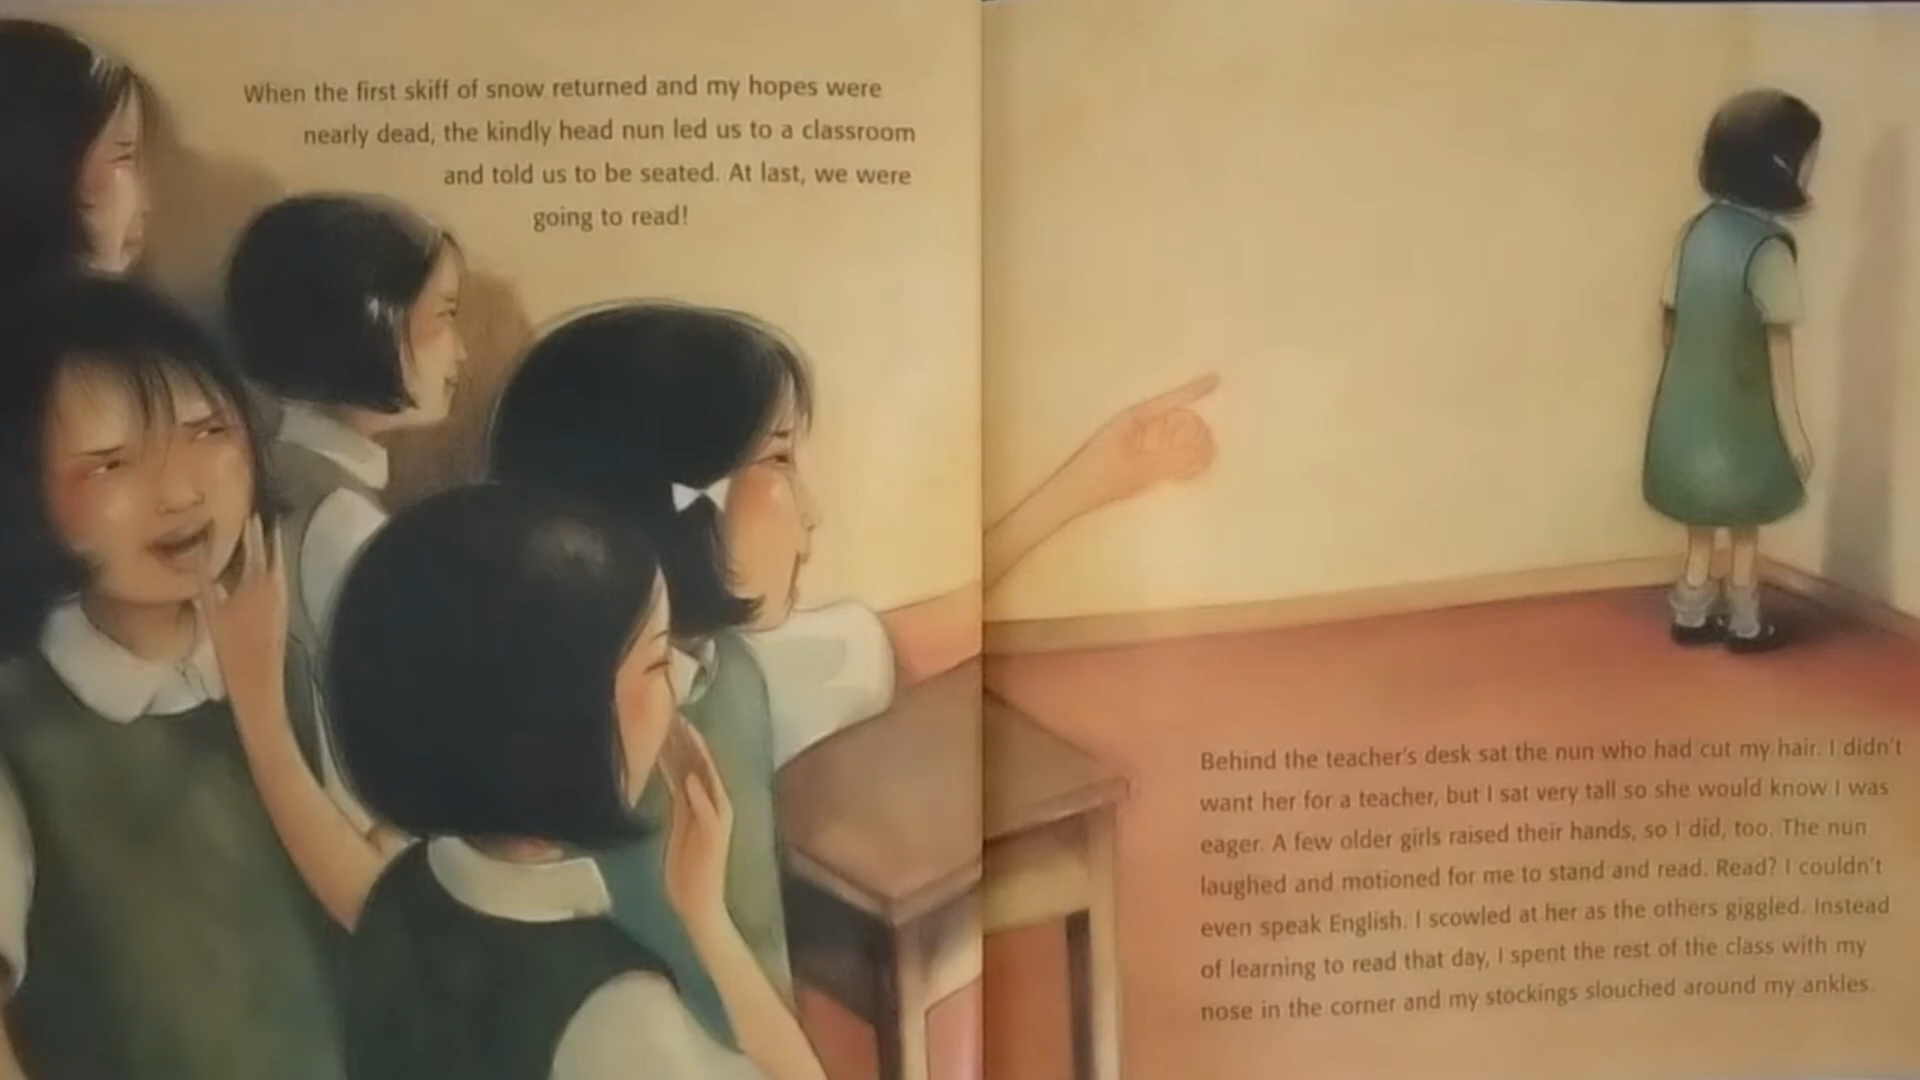 When the first skiff of snow returned and my hopes were
nearly dead, the kindly head nun led us to a classroom
and told us to be seated. At last, we were
going to read!
Behind the teacher's desk sat the nun who had cut my hair. I didn't
want her for a teacher, but I sat very tall so she would know I was
eager. A few older girls raised their hands, so I did, too. The nun
laughed and motioned for me to stand and read. Read? I couldn't
even speak English. I scowled at her as the others giggled. Instead
of learning to read that day, I spent the rest of the class with my
nose in the corner and my stockings slouched around my ankles.